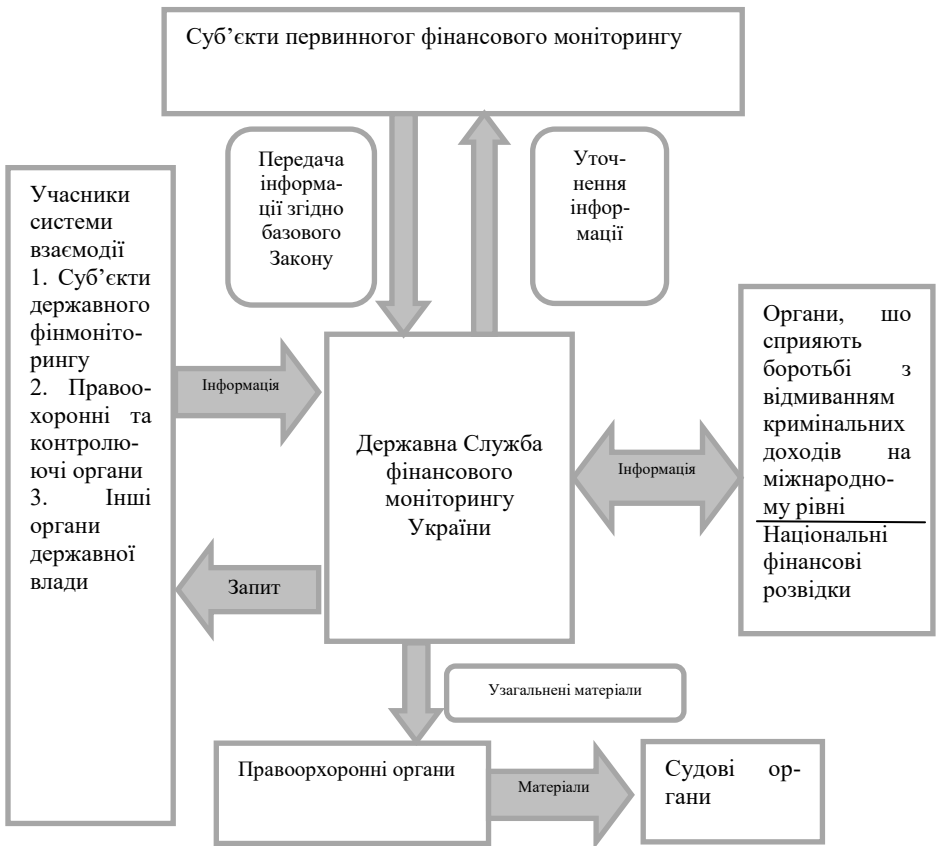 Суб’єкти первинногог фінансового моніторингу
Передача
інформа-
ції згідно
базового
Закону
Уточ-
нення
інфор-
мації
Учасники
системи
взаємодії
1. Суб’єкти
державного
фінмоніто-
рингу
2. Правоо-
хоронні та
контролю-
ючі органи
3. Інші
органи
державної
влади
Інформація
Запит
Державна Служба
фінансового
моніторингу
України
Інформація
Органи, шо
сприяють
боротьбі з
відмиванням
кримінальних
доходів на
міжнародно-
му рівні
Національні
фінансові
розвідки
Узагальнені матеріали
Правоорхоронні органи
Матеріали
Судові ор-
гани